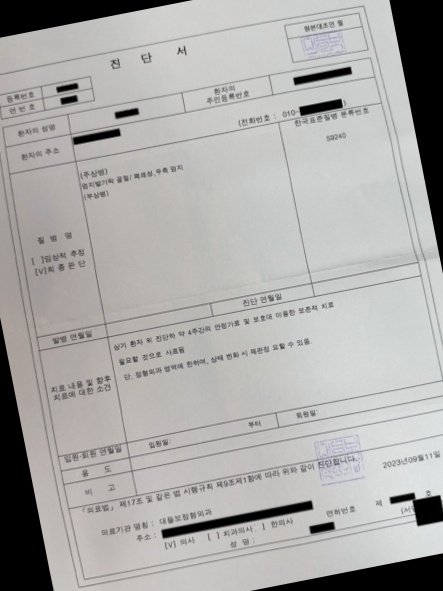 원본대조연 월
진 단 서
등록번호
연 번 호
환자의 성명
환자의
주민등록번호
환자의 주소
(전화번호 : 010- )
한국표준질병 분류번호
(주상병)
엄지발가락 골절/ 폐쇄성,우측 엄지
(부상병)
S9240
질 병 명
[ ]임상적 추정
[V]최 종 진 단
발병 연월일
진단 연월일
상기 환자 위 진단하 약 4주간의 안정가료 및 보호대 이용한 보존적 치료
필요할 것으로 사료됨
단, 정형외과 영역에 한하며, 상태 변화 시 재판정 요할 수 있음.
치료 내용 및 향후
치료에 대한 소견
입원·퇴원 연월일
입원일:
부터
퇴원일:
용 도
비 고
「의료법」 제17조 및 같은 법 시행규칙 제9조제1항에 따라 위와 같이 진단합니다.
2023년09월11일
의료기관 명칭 : 대들보정형외과
주소 :
[V] 의사 [ ] 치과의사 [ ] 한의사
면허번호 제 호
성 명 :